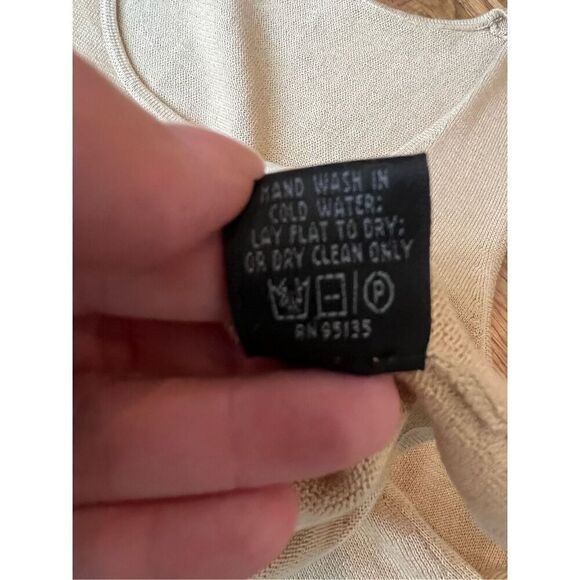 HAND WASH IN
COLD WATER;
LAY FLAT TO DRY;
OR DRY CLEAN ONLY
P
RN 95135